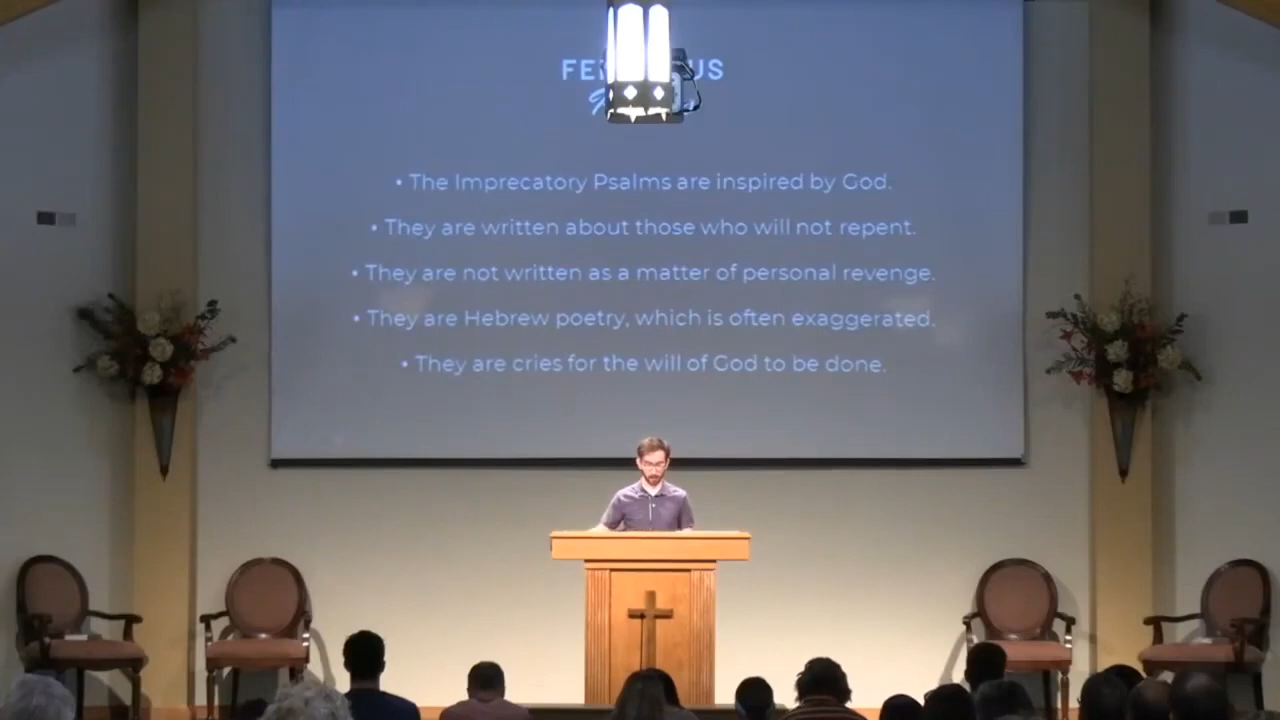 • The Imprecatory Psalms are inspired by God.
• They are written about those who will not repent.
• They are not written as a matter of personal revenge.
• They are Hebrew poetry, which is often exaggerated.
• They are cries for the will of God to be done.